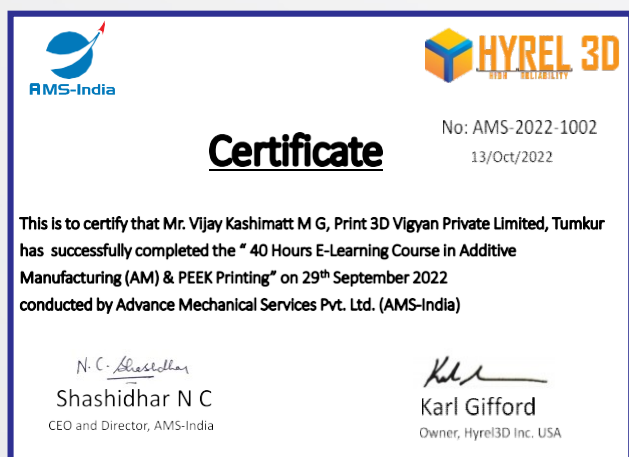 AMS-India
HYREL 3D
HIGH RELIABILITY
No: AMS-2022-1002
Certificate
13/Oct/2022
This is to certify that Mr. Vijay Kashimatt M G, Print 3D Vigyan Private Limited, Tumkur
has successfully completed the “ 40 Hours E-Learning Course in Additive
Manufacturing (AM) & PEEK Printing” on 29th September 2022
conducted by Advance Mechanical Services Pvt. Ltd. (AMS-India)
N. C. Shashidhar
Shashidhar N C
CEO and Director, AMS-India
Karl Gifford
Owner, Hyrel3D Inc. USA